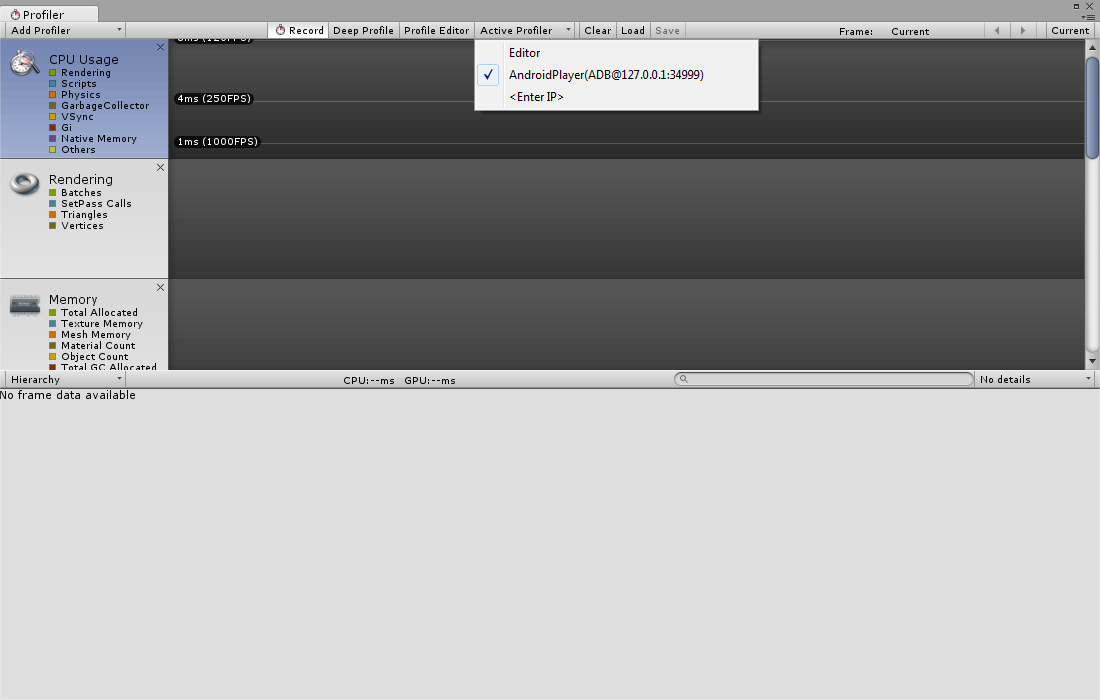 Profiler
Add Profiler
Record
Deep Profile
Profile Editor
Active Profiler
Clear
Load
Save
Frame:
Current
Current
Editor
AndroidPlayer(ADB@127.0.0.1:34999)
<Enter IP>
CPU Usage
Rendering
Scripts
Physics
GarbageCollector
VSync
Gi
Native Memory
Others
4ms (250FPS)
1ms (1000FPS)
Rendering
Batches
SetPass Calls
Triangles
Vertices
Memory
Total Allocated
Texture Memory
Mesh Memory
Material Count
Object Count
Total GC Allocated
Hierarchy
CPU:--ms GPU:--ms
No details
No frame data available